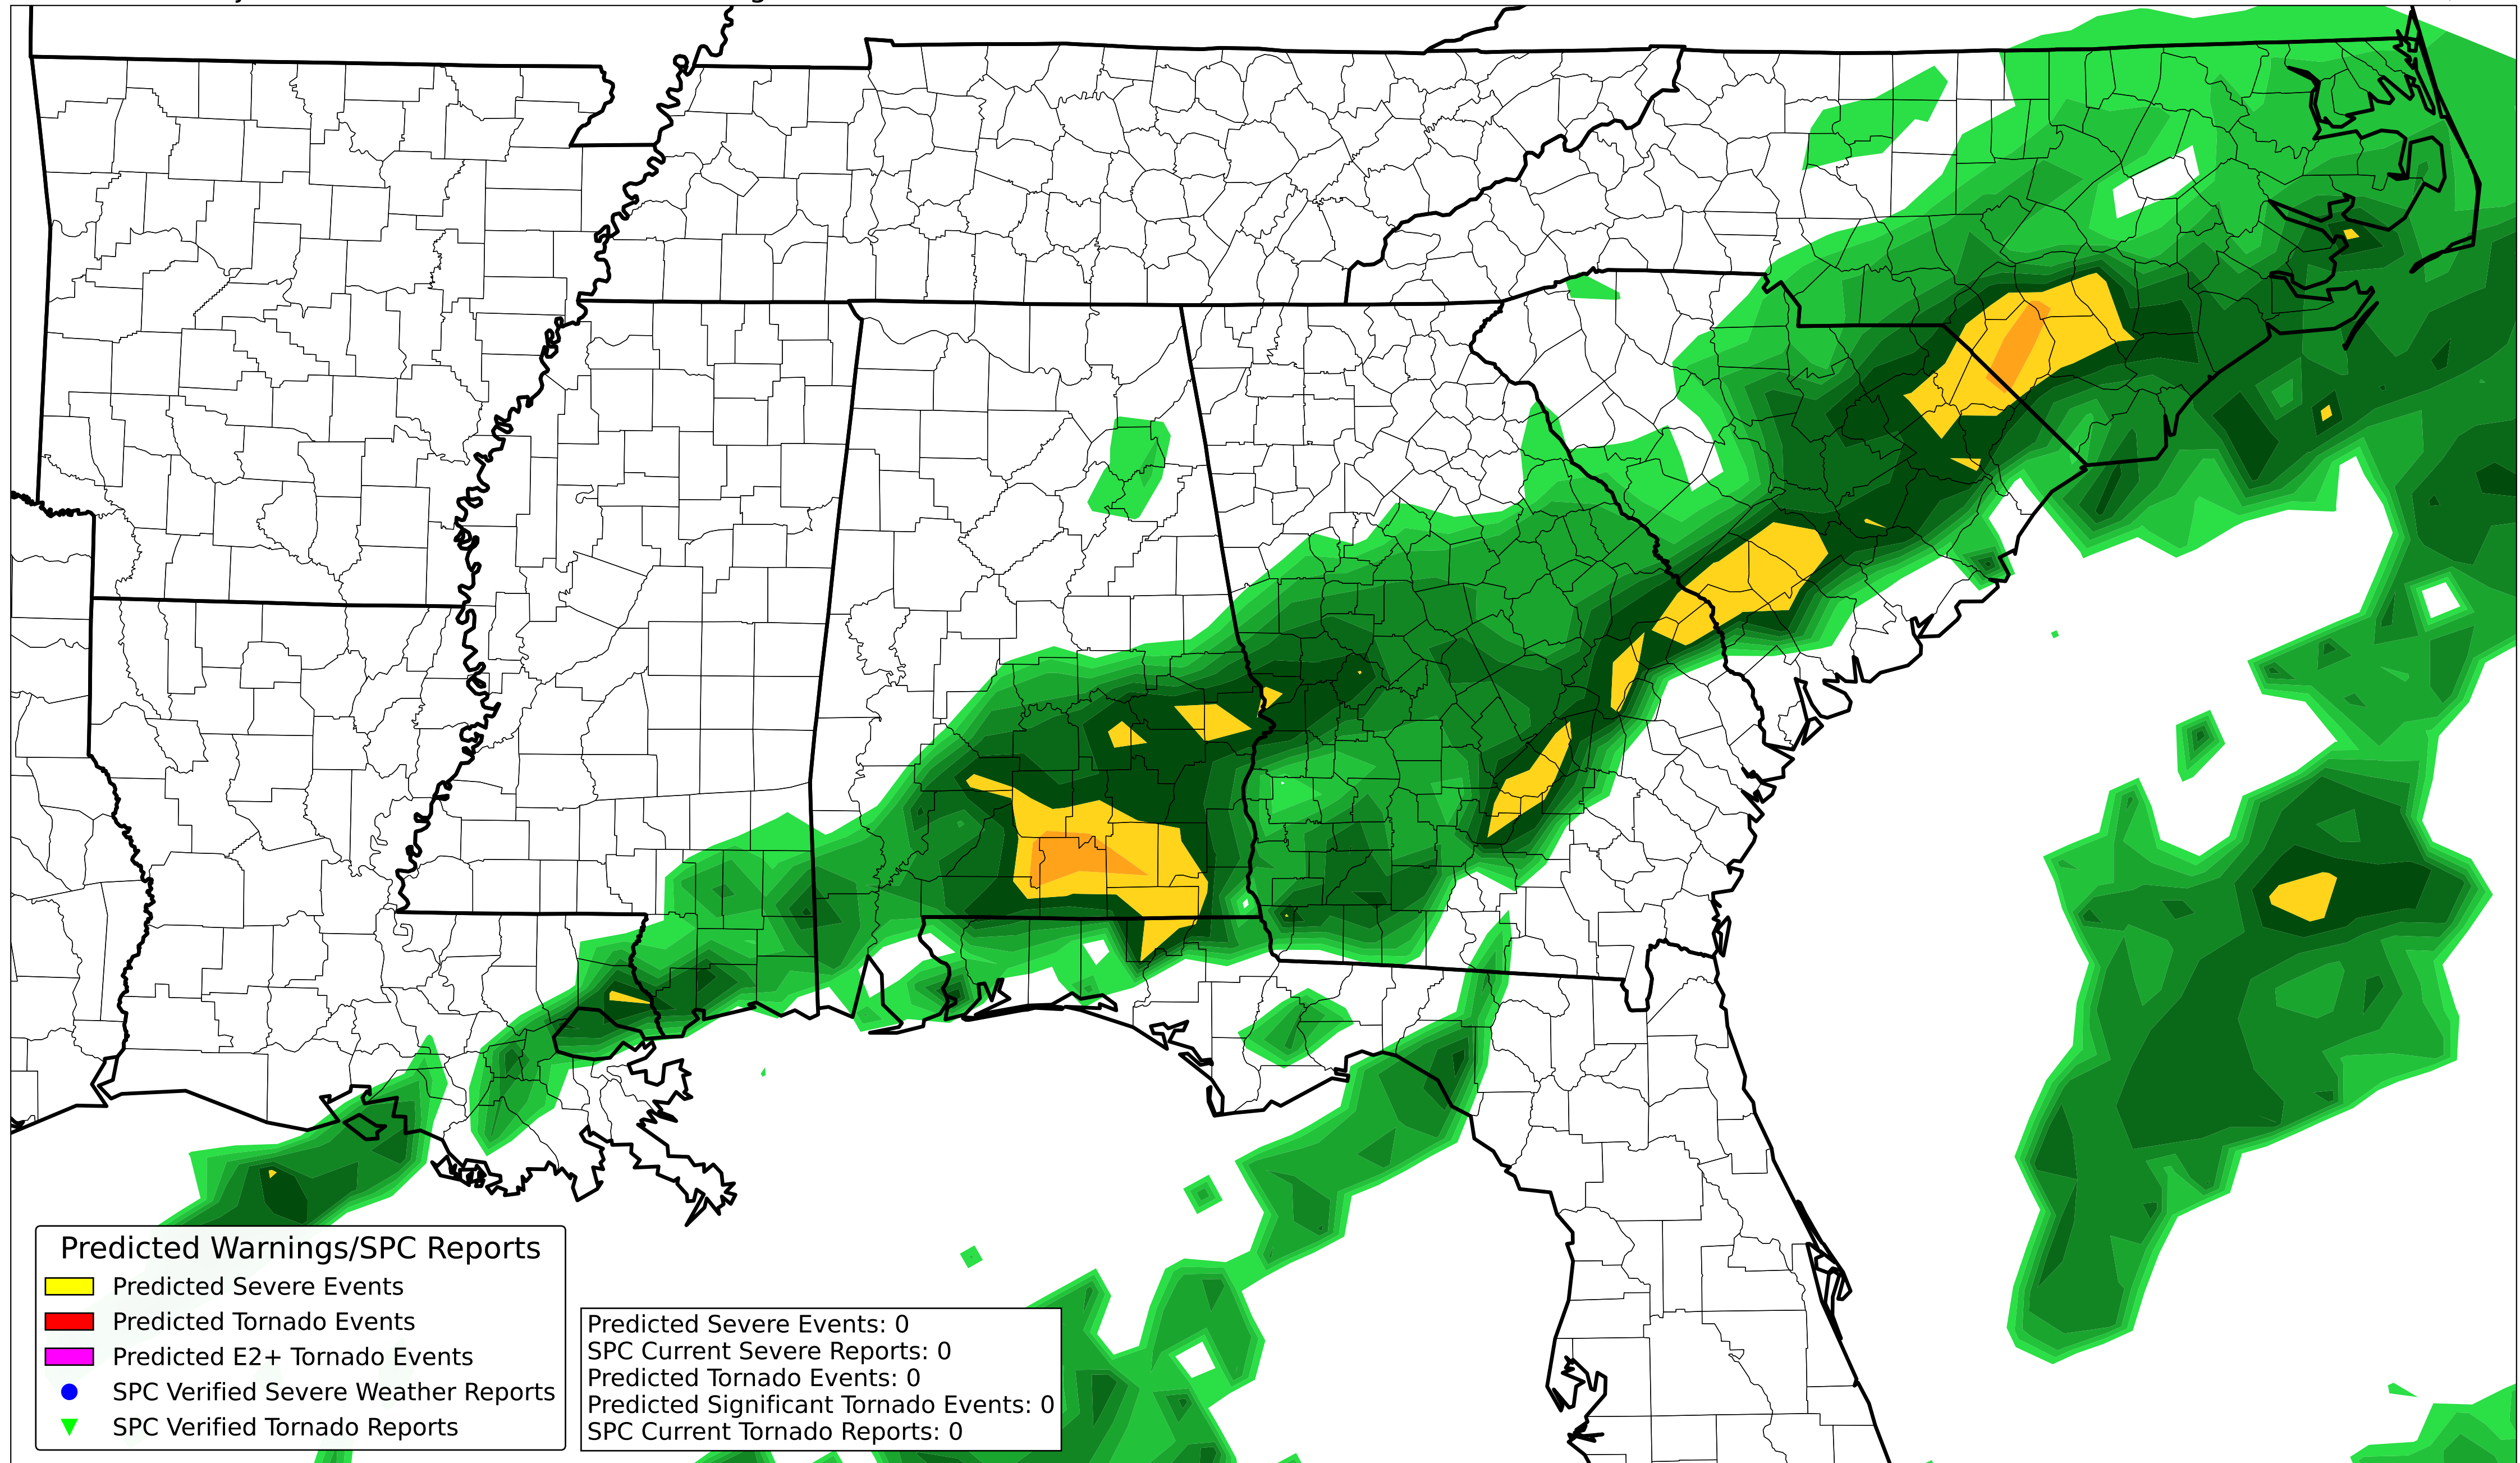 Predicted Warnings/SPC Reports
Predicted Severe Events
Predicted Tornado Events
Predicted E2+ Tornado Events
SPC Verified Severe Weather Reports
SPC Verified Tornado Reports
Predicted Severe Events: 0
SPC Current Severe Reports: 0
Predicted Tornado Events: 0
Predicted Significant Tornado Events: 0
SPC Current Tornado Reports: 0